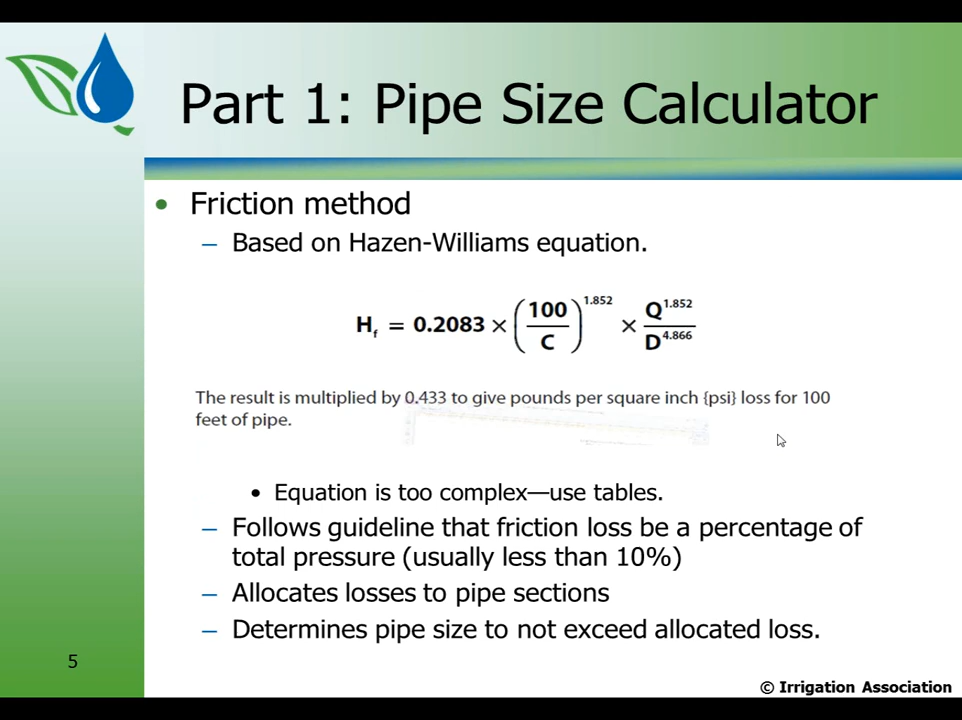 Part 1: Pipe Size Calculator
• Friction method
– Based on Hazen-Williams equation.
H_f = 0.2083 × (100/C)^1.852 × Q^1.852/D^4.866
The result is multiplied by 0.433 to give pounds per square inch {psi} loss for 100
feet of pipe.
• Equation is too complex—use tables.
– Follows guideline that friction loss be a percentage of
total pressure (usually less than 10%)
– Allocates losses to pipe sections
– Determines pipe size to not exceed allocated loss.
5
© Irrigation Association